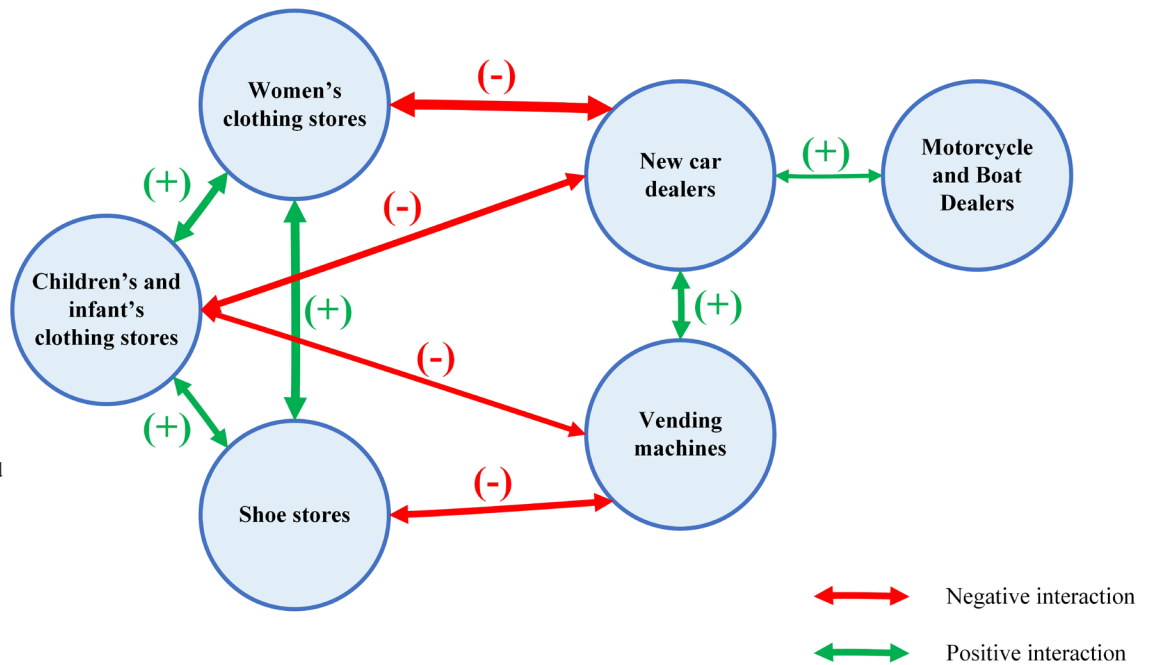 Women's
clothing stores
(-)
New car
dealers
(+)
Motorcycle
and Boat
Dealers
(+)
(-)
Children's and
infant's
clothing stores
(+)
(+)
(-)
(+)
Vending
machines
(-)
Shoe stores
Negative interaction
Positive interaction